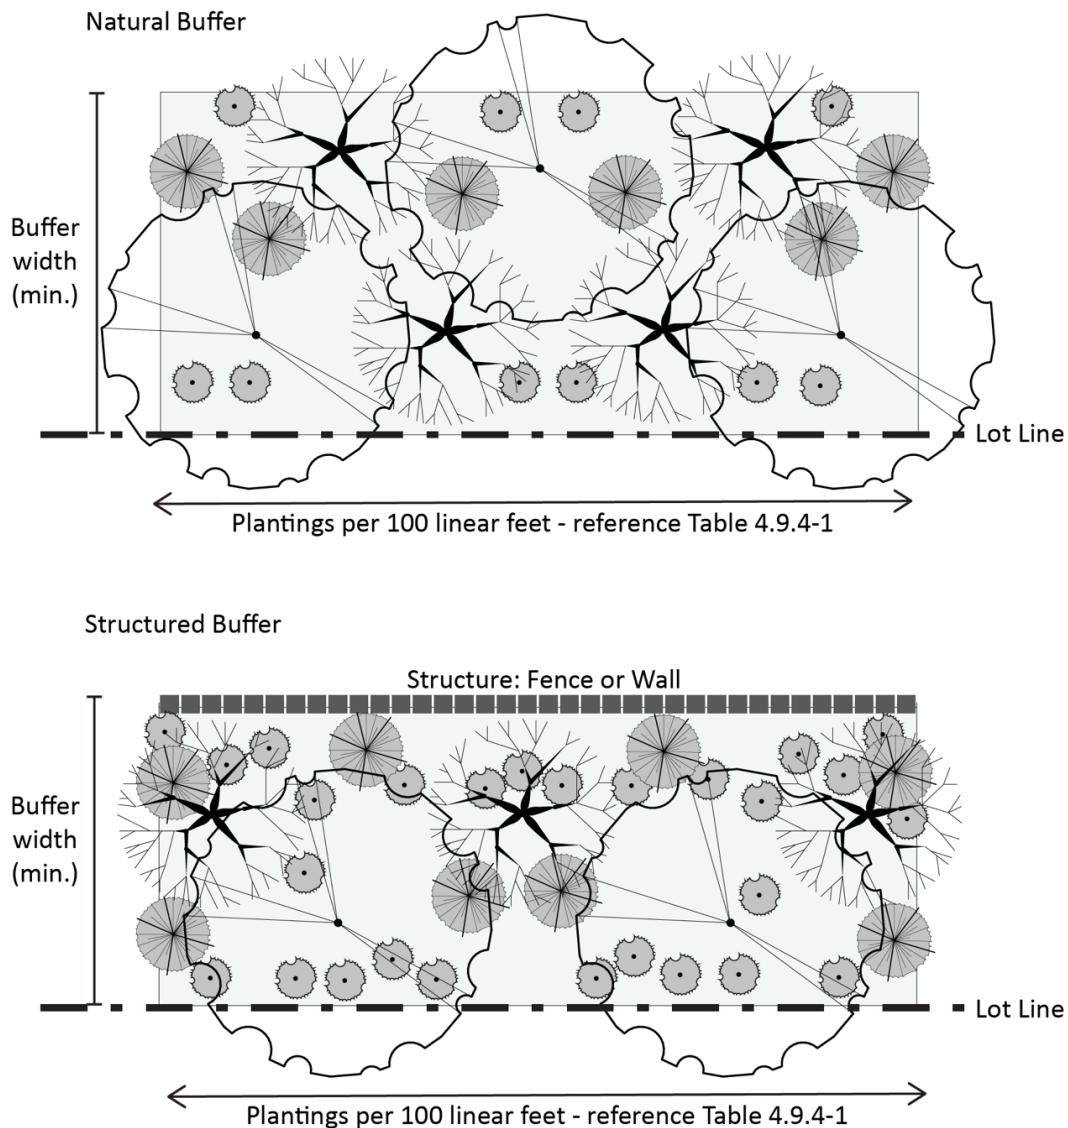 Natural Buffer
Buffer
width
(min.)
Lot Line
Plantings per 100 linear feet - reference Table 4.9.4-1
Structured Buffer
Structure: Fence or Wall
Buffer
width
(min.)
Lot Line
Plantings per 100 linear feet - reference Table 4.9.4-1